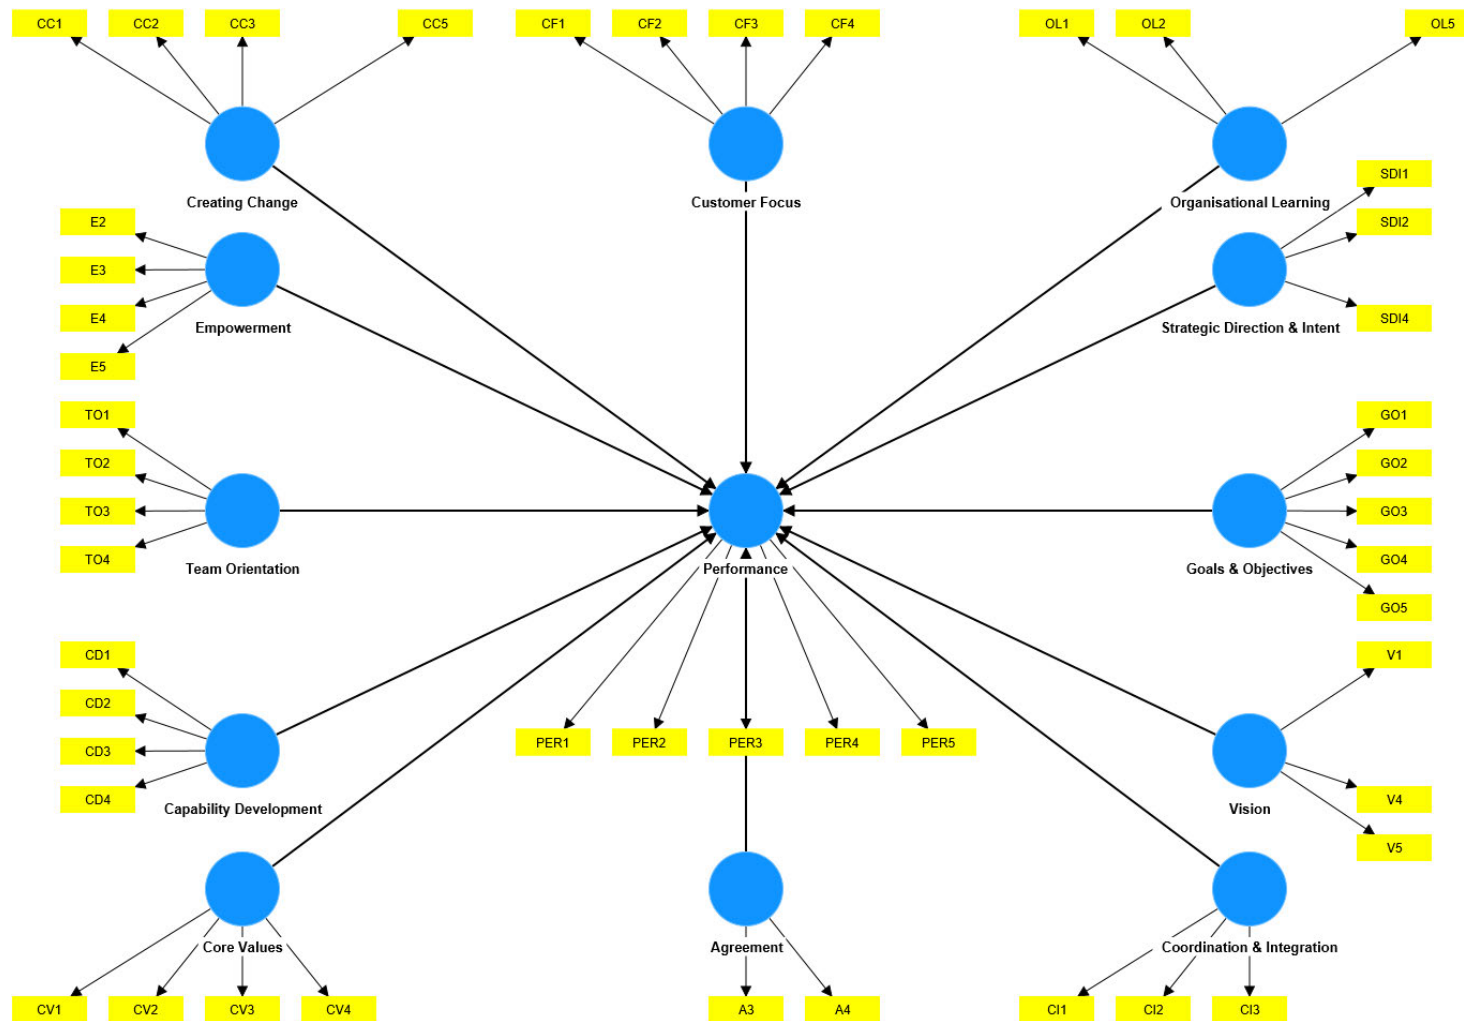 CC1
CC2
CC3
CC5
CF1
CF2
CF3
CF4
OL1
OL2
OL5
Creating Change
Customer Focus
Organisational Learning
SDI1
SDI2
SDI4
E2
E3
E4
E5
Empowerment
Strategic Direction & Intent
TO1
TO2
TO3
TO4
Team Orientation
Performance
GO1
GO2
GO3
GO4
GO5
Goals & Objectives
CD1
CD2
CD3
CD4
Capability Development
PER1
PER2
PER3
PER4
PER5
V1
V4
V5
Vision
Core Values
Agreement
Coordination & Integration
CV1
CV2
CV3
CV4
A3
A4
CI1
CI2
CI3